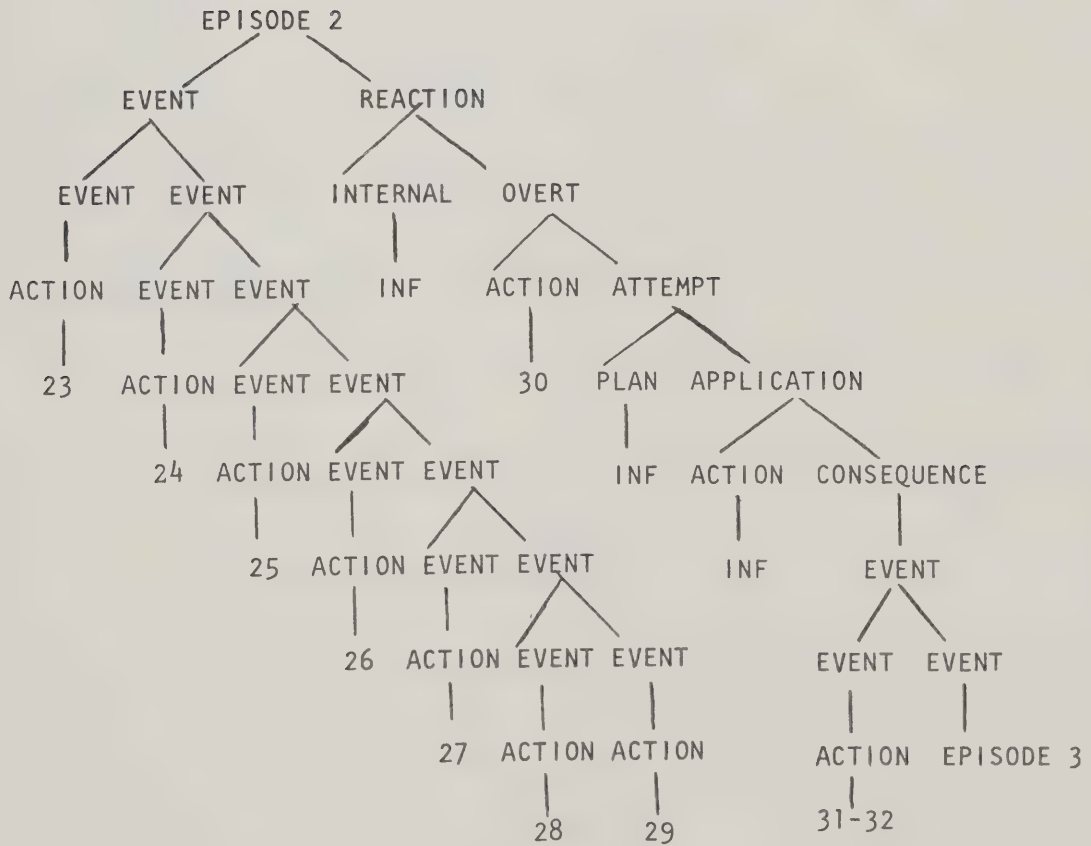 EPISODE 2
EVENT REACTION
EVENT EVENT INTERNAL OVERT
ACTION EVENT EVENT INF ACTION ATTEMPT
23 ACTION EVENT EVENT 30 PLAN APPLICATION
24 ACTION EVENT EVENT INF ACTION CONSEQUENCE
25 ACTION EVENT EVENT INF EVENT
26 ACTION EVENT EVENT EVENT EVENT
27 ACTION ACTION ACTION EPISODE 3
28 29 31-32